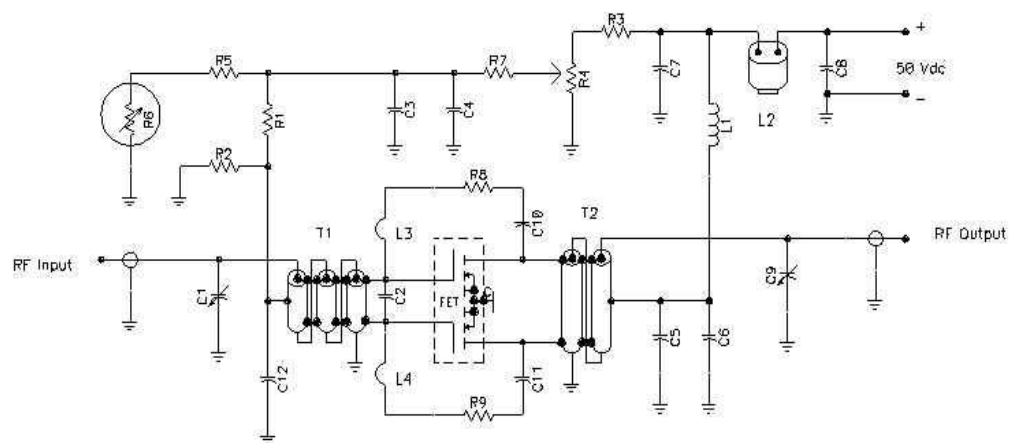 R3
+
R5
R7
R4
C7
C8
50 Vdc
R6
R1
C3
C4
-
L1
L2
R2
R8
T1
L3
C10
T2
RF Output
RF Input
C1
C2
FET
C9
C5
C6
L4
C12
C11
R9